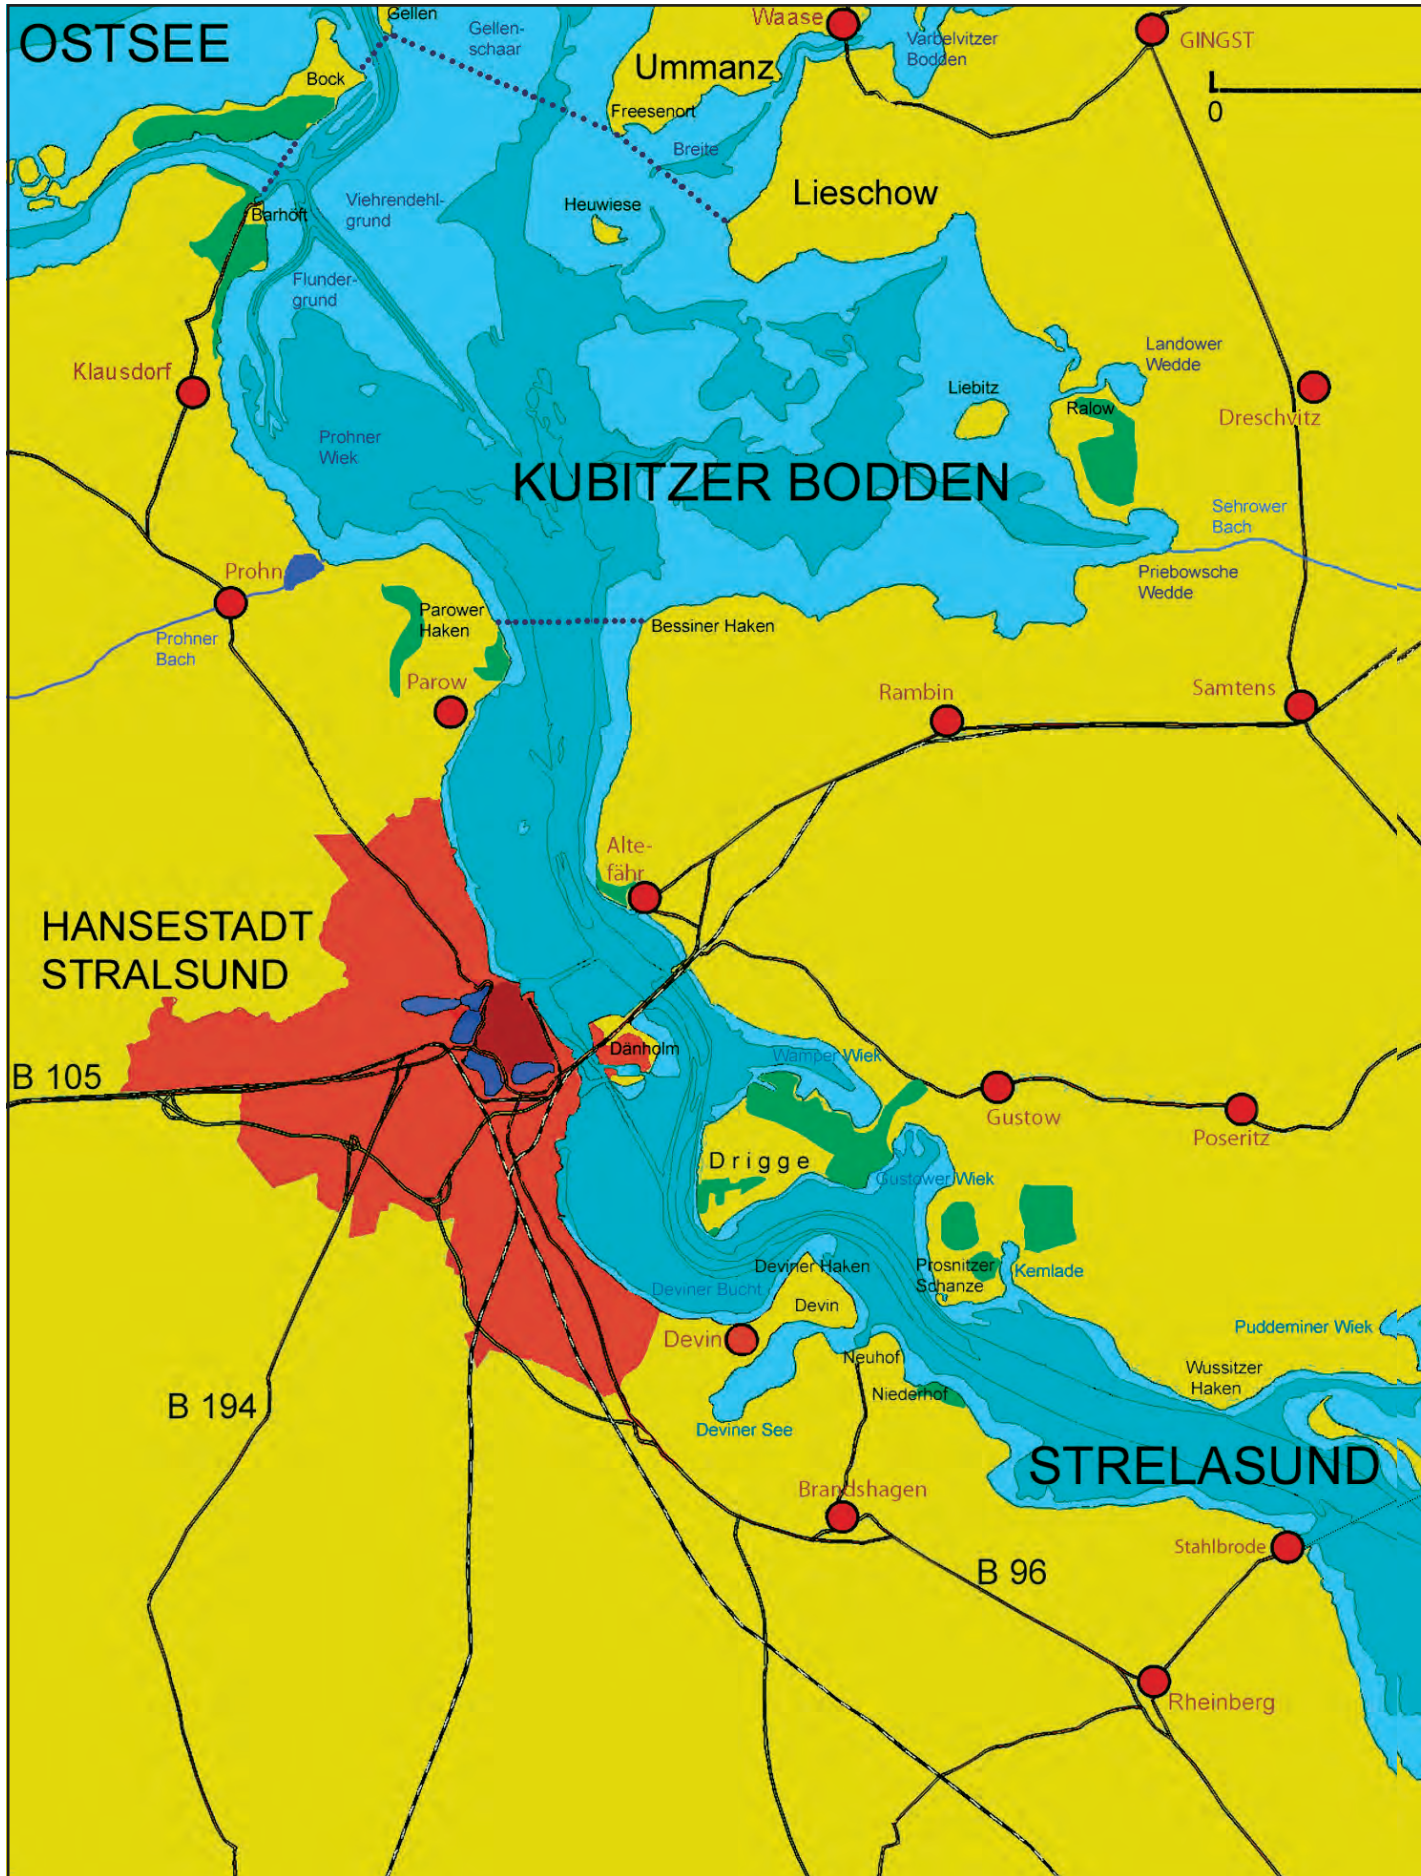 Gellen
Waase
OSTSEE
Gellen-
schaar
Varbelvitzer
Bodden
GINGST
Bock
Ummanz
Freesenort
0
Breite
Lieschow
Viehrendehl-
grund
Heuwiese
Barhöft
Flunder-
grund
Landower
Wedde
Klausdorf
Liebitz
Ralow
Dreschvitz
Prohner
Wiek
KUBITZER BODDEN
Sehrower
Bach
Prohn
Priebowsche
Wedde
Parower
Haken
Bessiner Haken
Prohner
Bach
Parow
Rambin
Samtens
Alte-
fähr
HANSESTADT
STRALSUND
Dänholm
Wamper Wiek
B 105
Gustow
Poseritz
Drigge
Gustower Wiek
Deviner Haken
Prosnitzer
Schanze
Kemlade
Deviner Bucht
Devin
Devin
Puddeminer Wiek
Neuhof
Wussitzer
Haken
Niederhof
B 194
Deviner See
STRELASUND
Brandshagen
Stahlbrode
B 96
Rheinberg